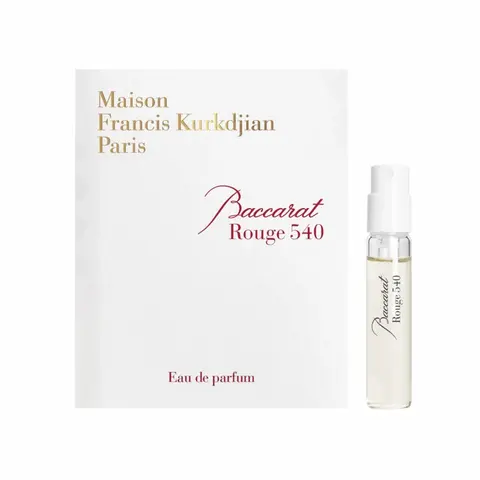 Maison
Francis Kurkdjian
Paris
Baccarat
Rouge 540
Eau de parfum
Baccarat
Rouge 540